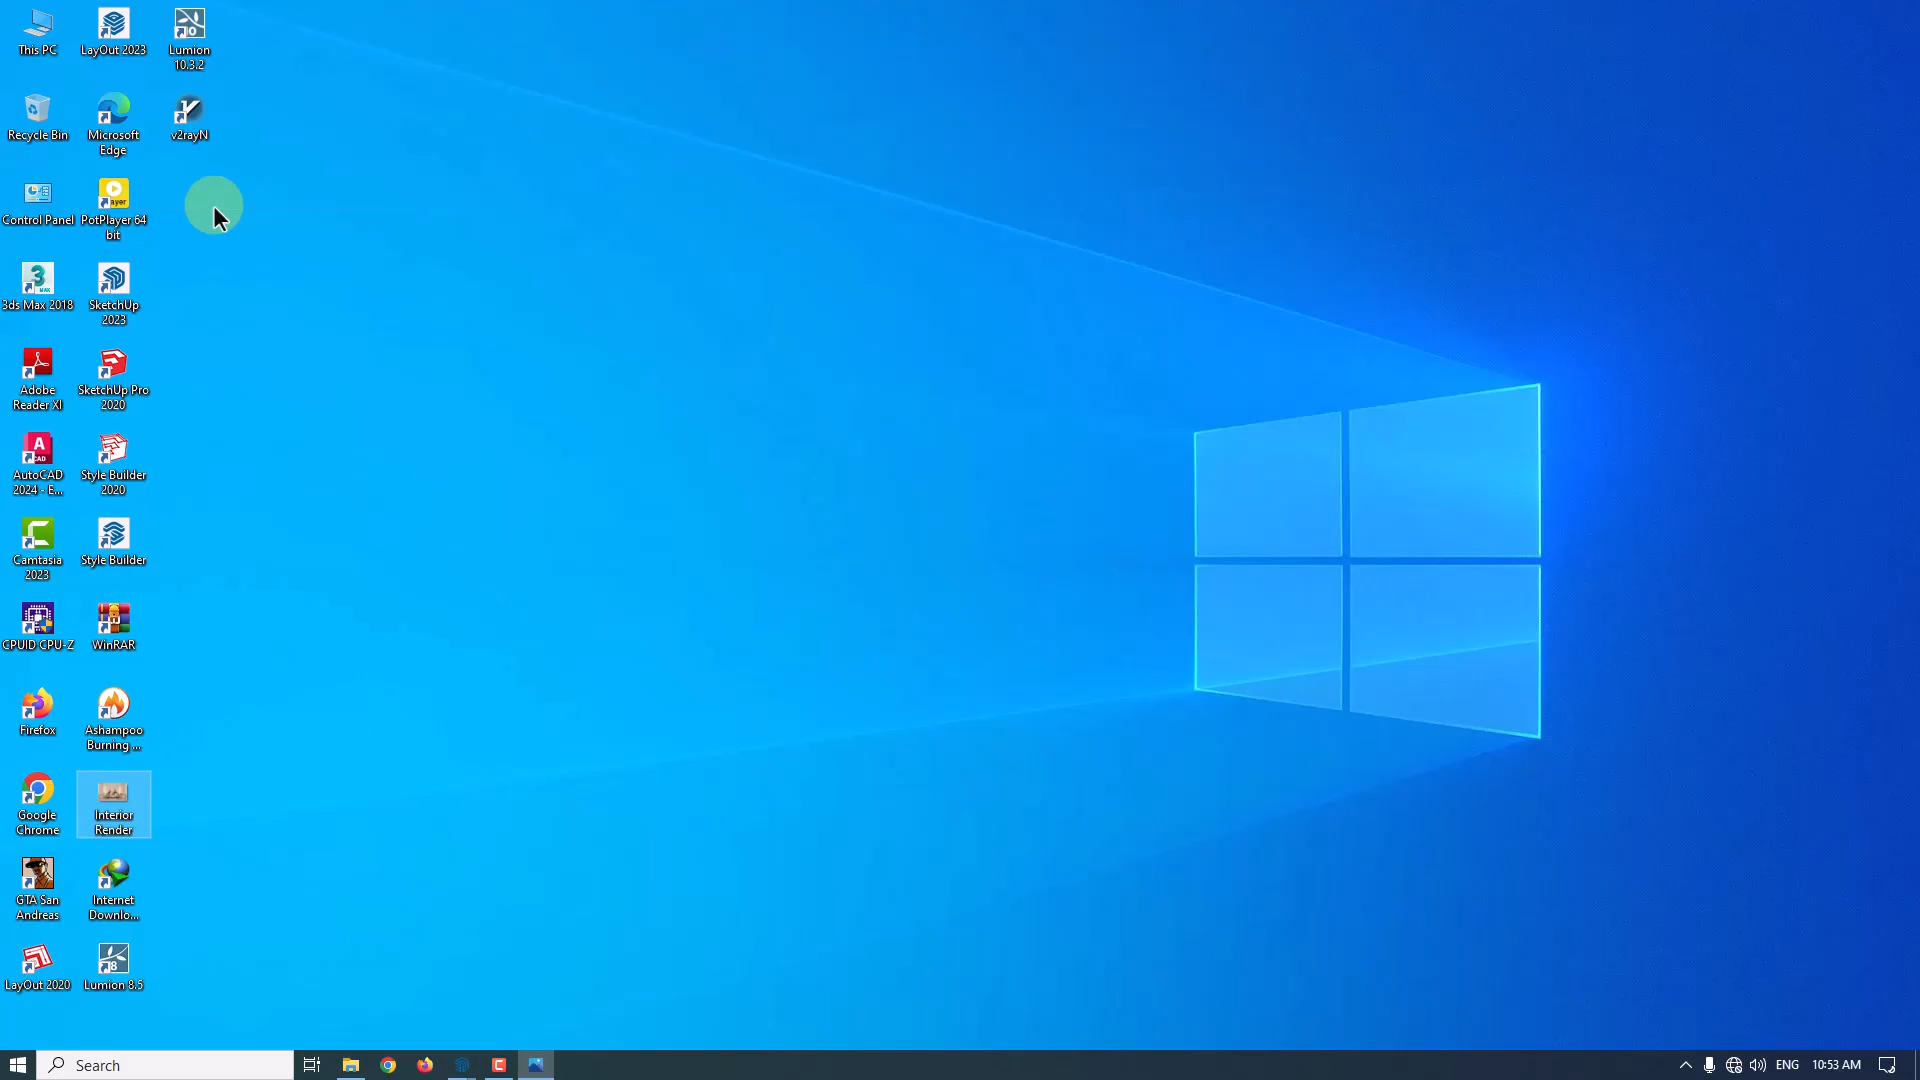 This PC
LayOut 2023
Lumion
10.3.2
Recycle Bin
Microsoft
Edge
v2rayN
Control Panel
PotPlayer 64
bit
3ds Max 2018
SketchUp
2023
Adobe
Reader XI
SketchUp Pro
2020
AutoCAD
2024 - E...
Style Builder
2020
Camtasia
2023
Style Builder
CPUID CPU-Z
WinRAR
Firefox
Ashampoo
Burning ...
Google
Chrome
Interior
Render
GTA San
Andreas
Internet
Downlo...
LayOut 2020
Lumion 8.5
Search
ENG
10:53 AM